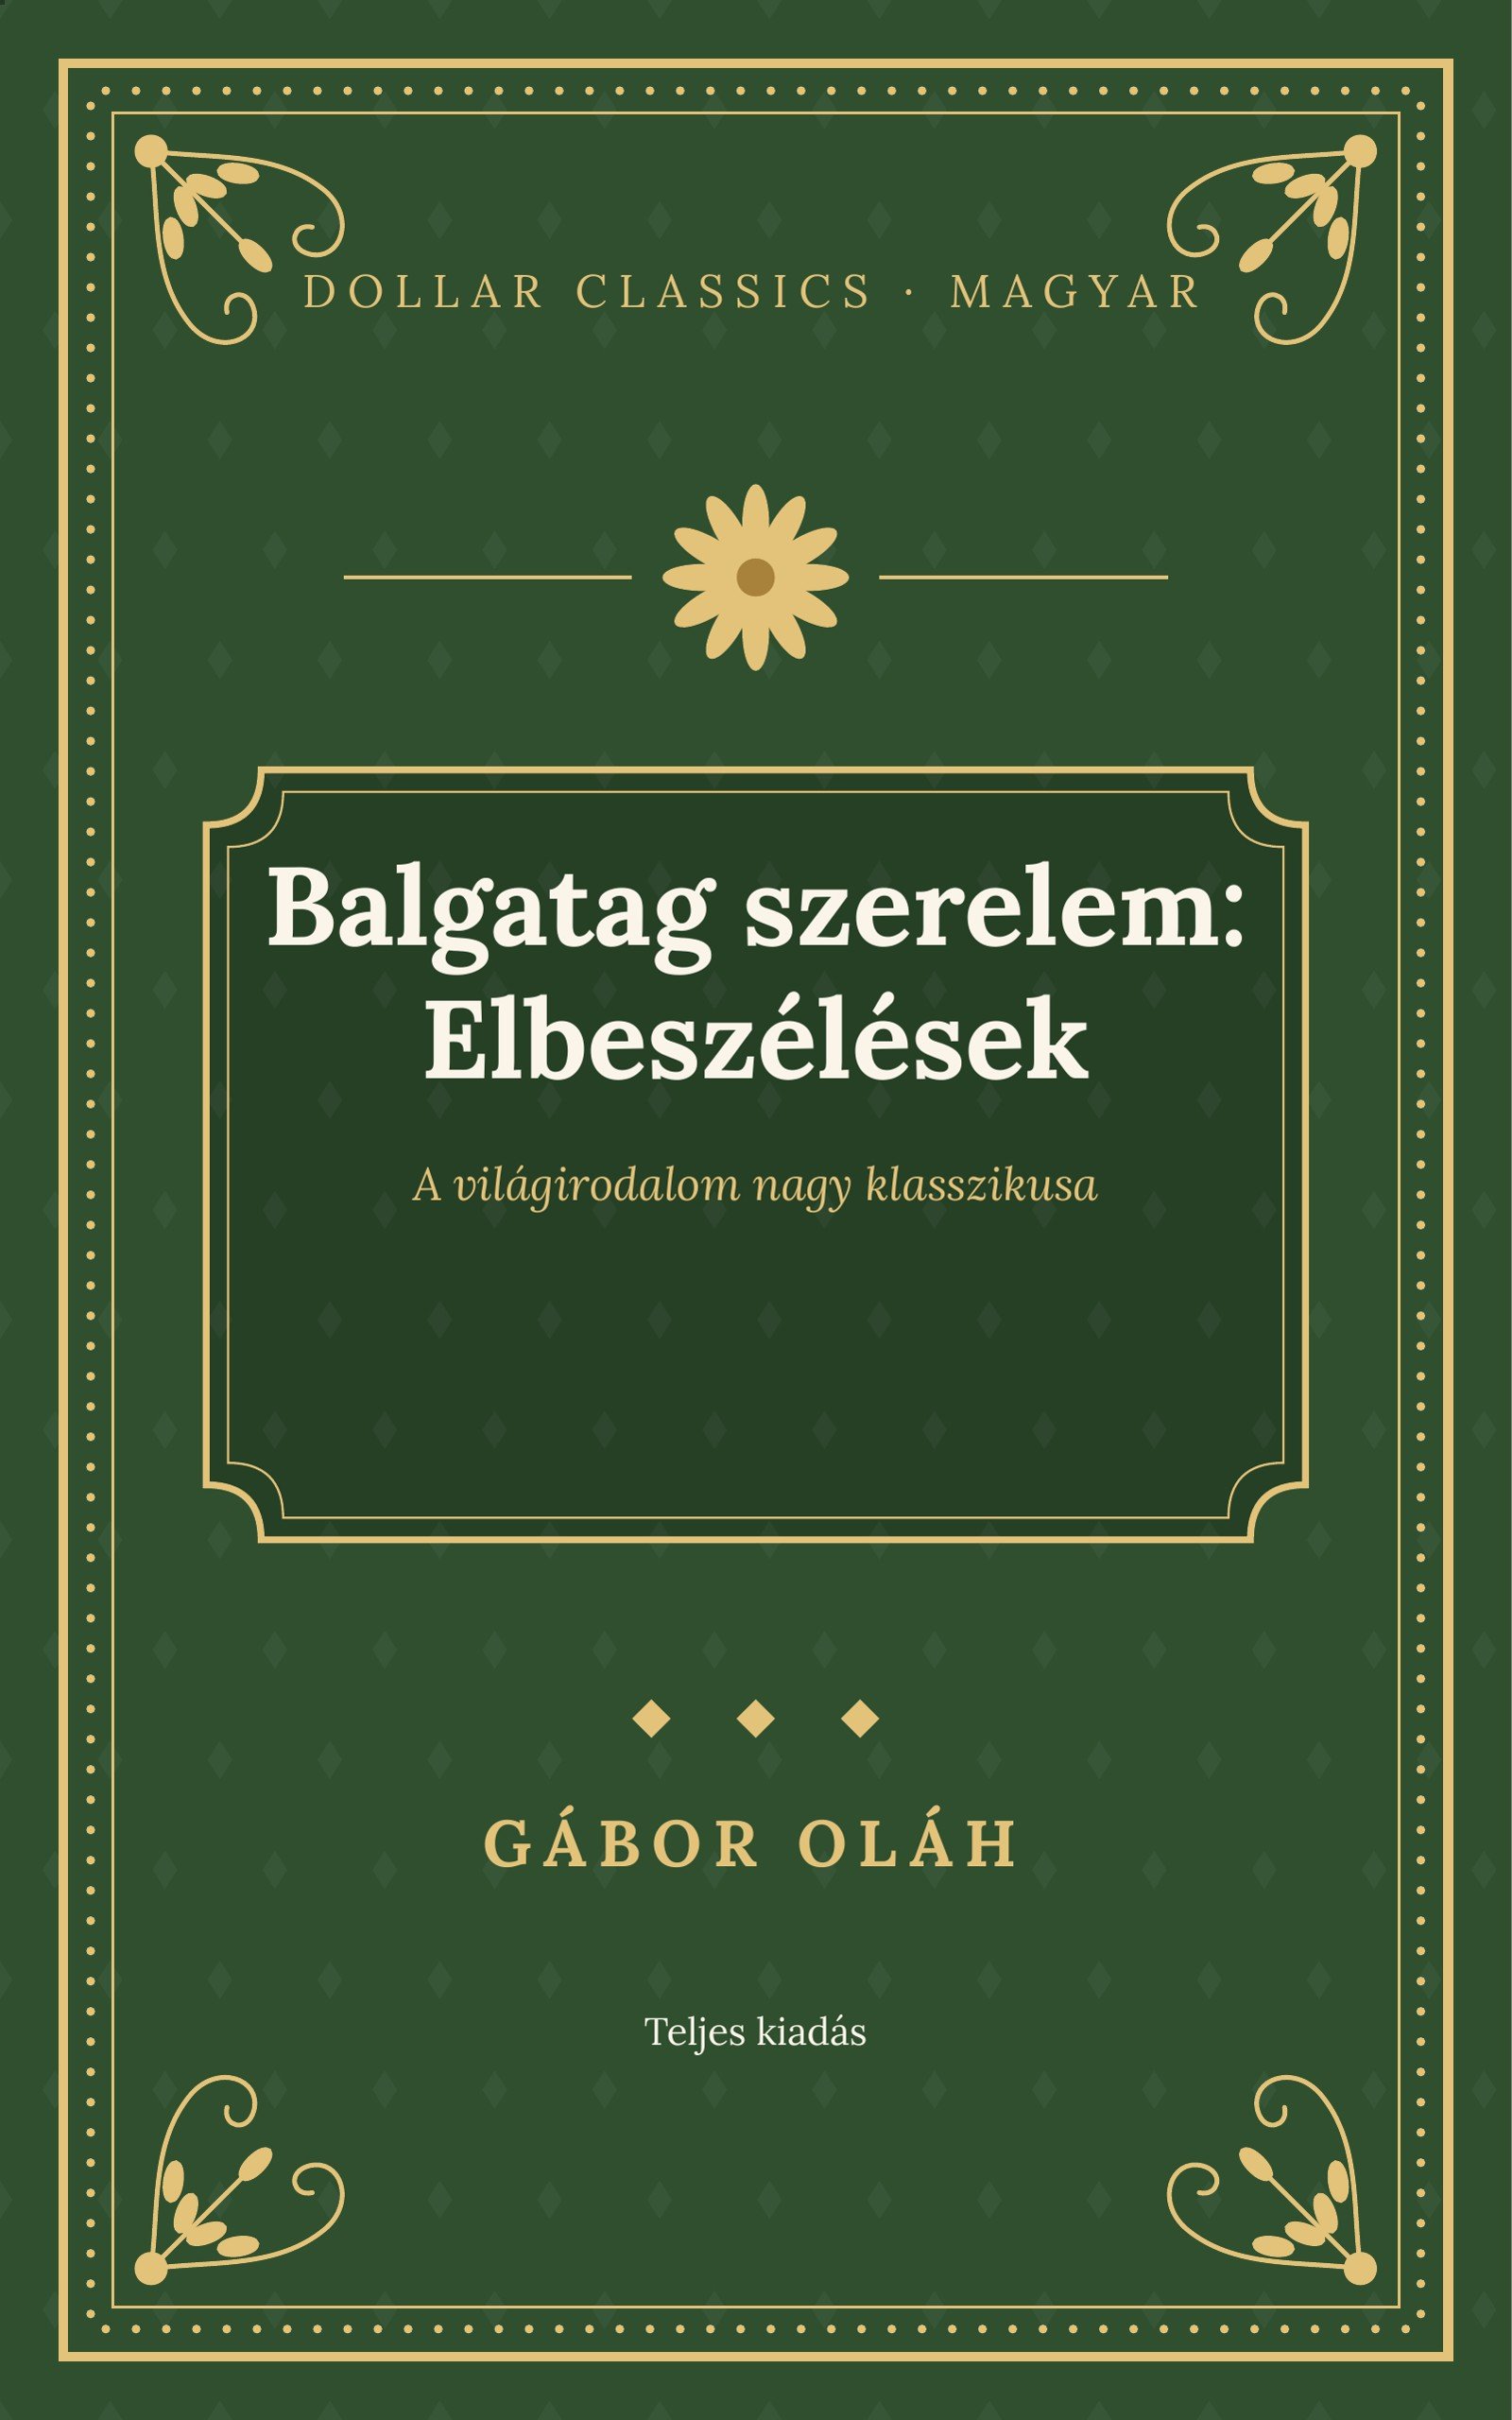 DOLLAR CLASSICS · MAGYAR
Balgatag szerelem:
Elbeszélések
A világirodalom nagy klasszikusa
GÁBOR OLÁH
Teljes kiadás